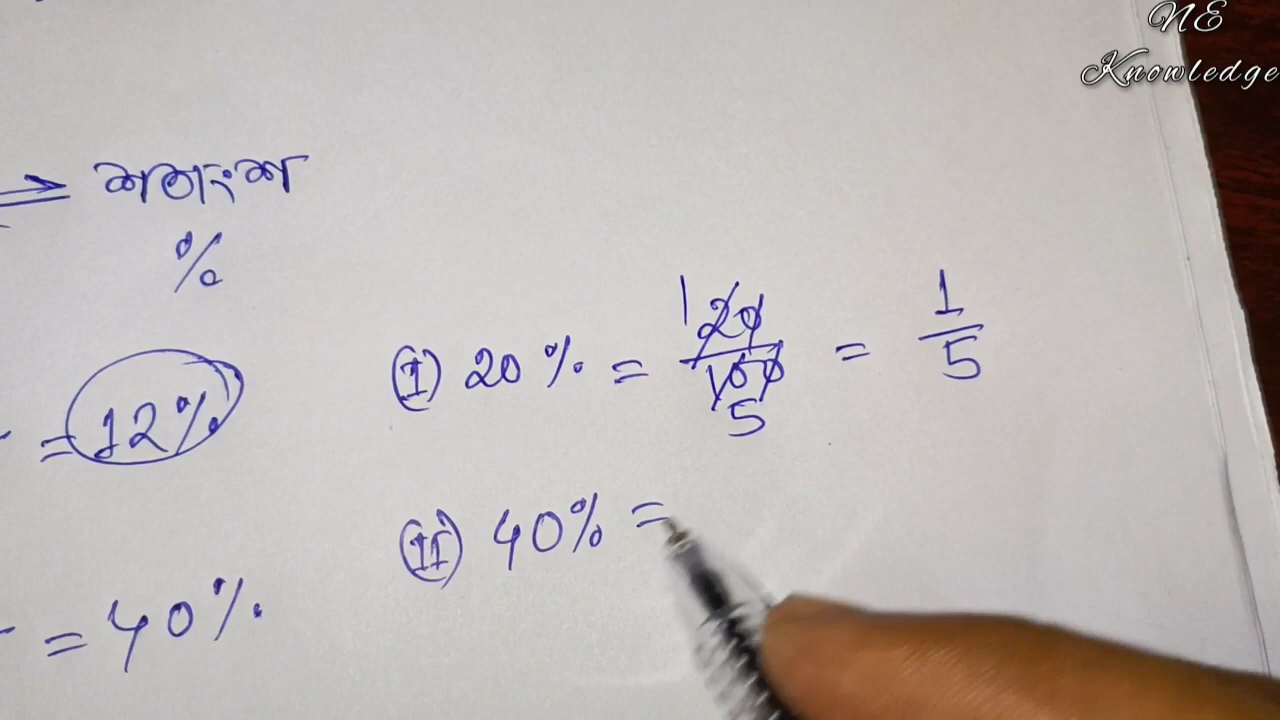 NE
Knowledge
⇒ শতাংশ
%
(I) 20% = 20/100 = 1/5
1
5
= 12%
(II) 40% =
= 40%